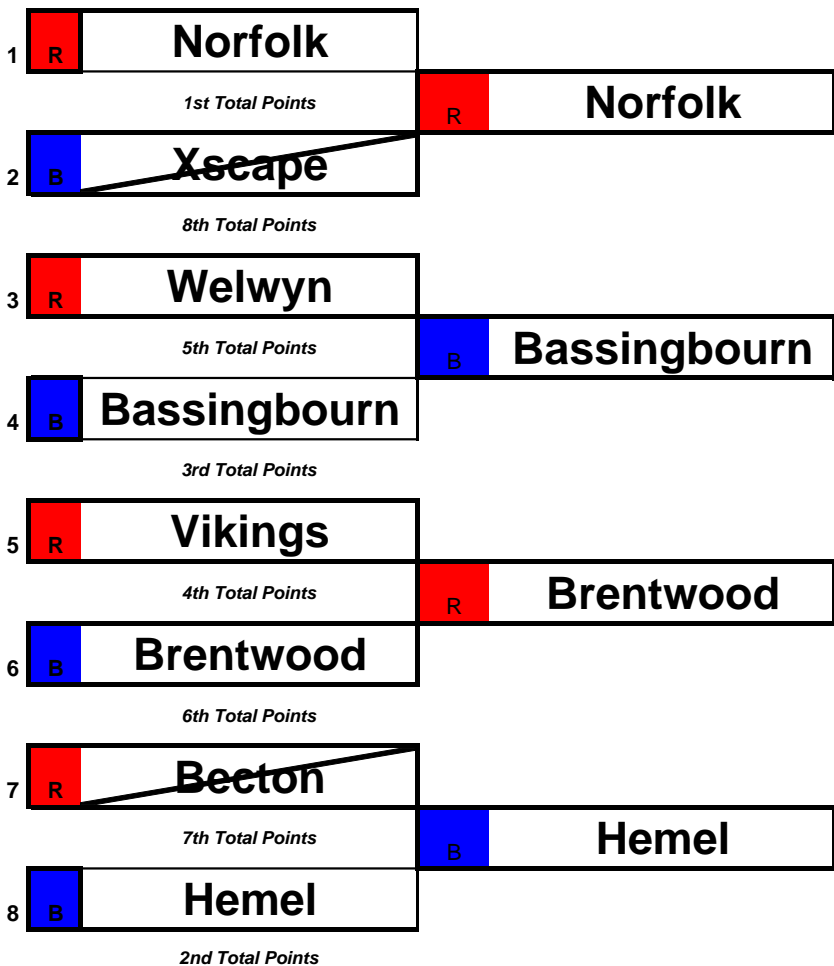 1 R Norfolk
1st Total Points
R Norfolk
2 B Xscape
8th Total Points
3 R Welwyn
5th Total Points
B Bassingbourn
4 B Bassingbourn
3rd Total Points
5 R Vikings
4th Total Points
R Brentwood
6 B Brentwood
6th Total Points
7 R Becton
7th Total Points
B Hemel
8 B Hemel
2nd Total Points